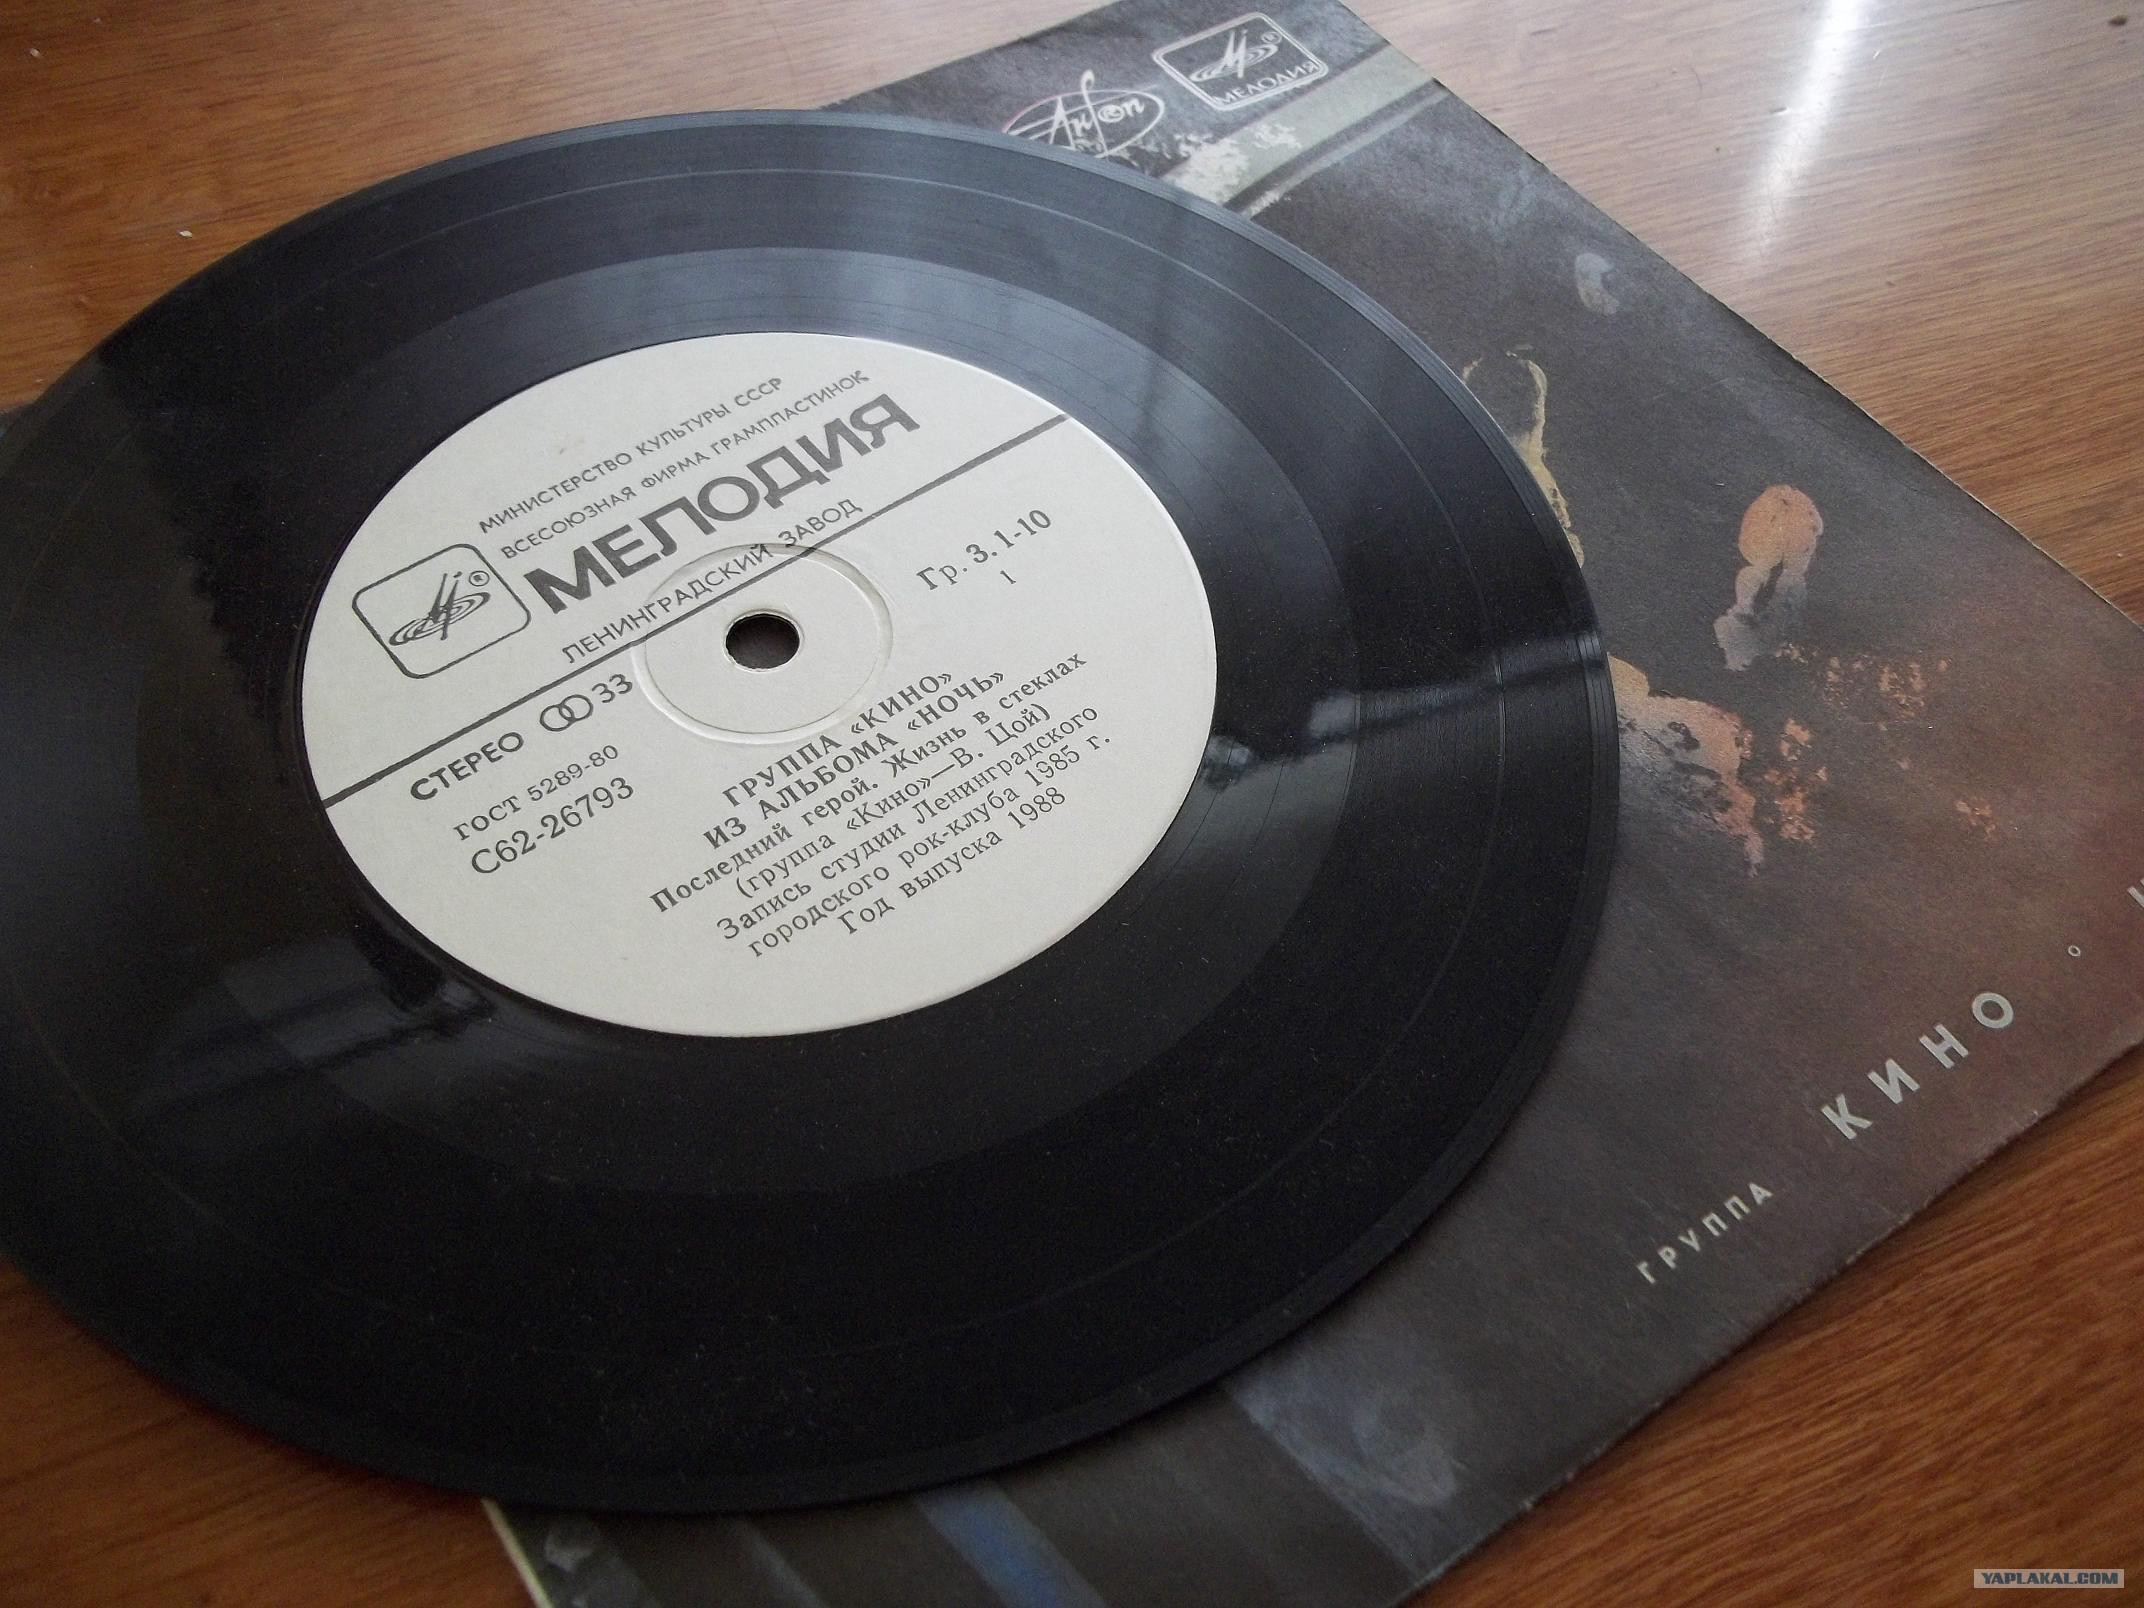 Антоп
МЕЛОДИЯ
МИНИСТЕРСТВО КУЛЬТУРЫ СССР
ВСЕСОЮЗНАЯ ФИРМА ГРАМПЛАСТИНОК
®
МЕЛОДИЯ
ЛЕНИНГРАДСКИЙ ЗАВОД
СТЕРЕО 33
Гр. 3. 1-10
1
ГОСТ 5289-80
С62-26793
ГРУППА «КИНО»
ИЗ АЛЬБОМА «НОЧЬ»
Последний герой. Жизнь в стеклах
(группа «Кино»—В. Цой)
Запись студии Ленинградского
городского рок-клуба 1985 г.
Год выпуска 1988
ГРУППА КИНО
YAPLAKAL.COM